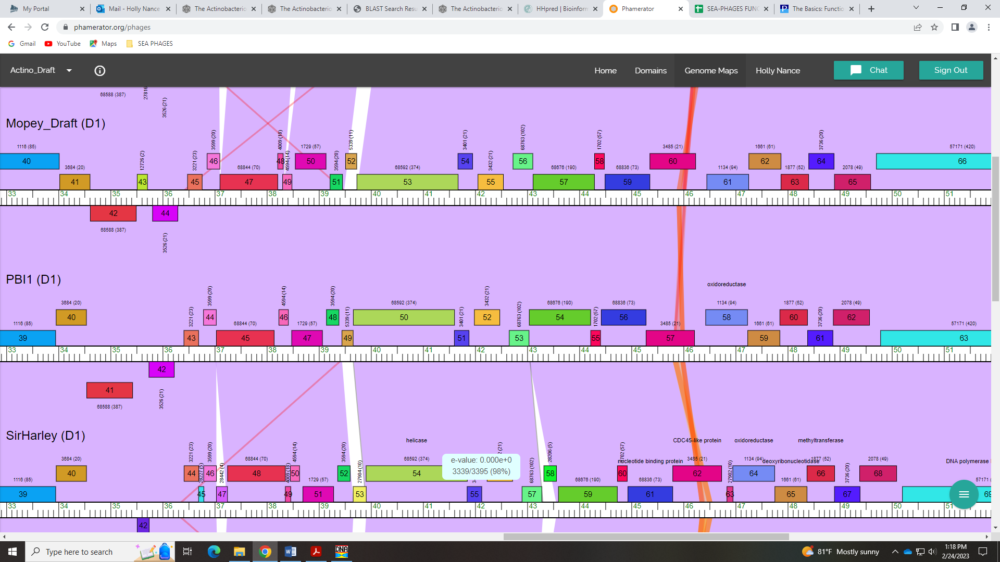 My Portal
Mail - Holly Nance
The Actinobacterio
The Actinobacterio
BLAST Search Resu
The Actinobacterio
HHpred | Bioinform
Phamerator
SEA-PHAGES FUNC
The Basics: Functio
phamerator.org/phages
Gmail
YouTube
Maps
SEA PHAGES
Actino_Draft
Home
Domains
Genome Maps
Holly Nance
Chat
Sign Out
68588 (387)
27816
3526 (21)
Mopey_Draft (D1)
1116 (85)
3684 (20)
12726 (2)
3221 (23)
3599 (20)
68844 (70)
4009 (18)
4594 (14)
1729 (57)
3594 (20)
5339 (11)
68592 (374)
3401 (21)
3432 (21)
68763 (102)
68676 (190)
1702 (57)
68836 (73)
3485 (21)
1134 (94)
1661 (61)
1877 (52)
3736 (20)
2078 (49)
57171 (420)
40 46 48 50 52 54 56 58 60 62 64 66
41 43 45 47 49 51 53 55 57 59 61 63 65
33 34 35 36 37 38 39 40 41 42 43 44 45 46 47 48 49 50 51
42 44
68588 (387)
3526 (21)
PBI1 (D1)
oxidoreductase
1116 (85)
3684 (20)
3221 (23)
3599 (20)
68844 (70)
4594 (14)
1729 (57)
3594 (20)
5339 (11)
68592 (374)
3401 (21)
3432 (21)
68763 (102)
68676 (190)
1702 (57)
68836 (73)
3485 (21)
1134 (94)
1661 (61)
1877 (52)
3736 (20)
2078 (49)
57171 (420)
40 44 46 48 50 52 54 56 58 60 62
39 43 45 47 49 51 53 55 57 59 61 63
33 34 35 36 37 38 39 40 41 42 43 44 45 46 47 48 49 50 51
42
41
68588 (387)
3526 (21)
SirHarley (D1)
helicase
CDC45-like protein
oxidoreductase
methyltransferase
nucleotide binding protein
deoxyribonucleotidase
DNA polymerase
1116 (85)
3684 (20)
3221 (23)
28227 (5)
3599 (20)
28442 (4)
68844 (70)
4009 (18)
4594 (14)
1729 (57)
3594 (20)
27904 (10)
68592 (374)
e-value: 0.000e+0
3339/3395 (98%)
(21)
68763 (102)
28206 (5)
68676 (190)
1702 (57)
68836 (73)
3485 (21)
27902 (10)
1134 (94)
1661 (61)
1877 (52)
3736 (20)
2078 (49)
57171 (
40 44 46 48 50 52 54 58 60 62 64 66 68
39 45 47 49 51 53 55 57 59 61 63 65 67 69
33 34 35 36 37 38 39 40 41 42 43 44 45 46 47 48 49 50 51
42
Type here to search
DNA
81°F Mostly sunny
1:18 PM
2/24/2023